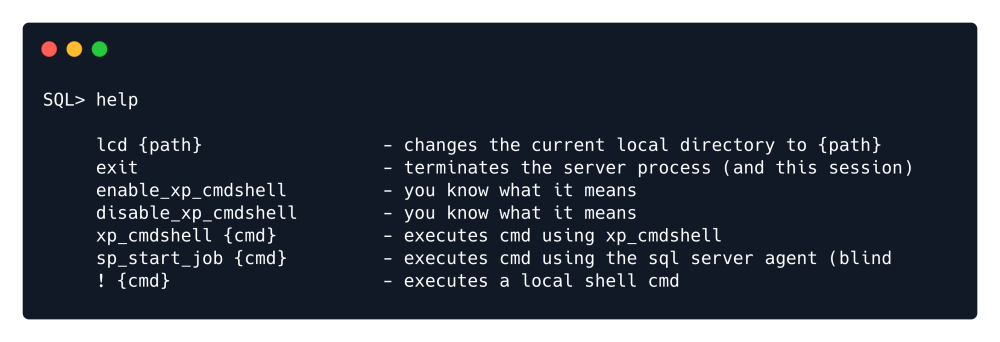 SQL> help
lcd {path} - changes the current local directory to {path}
exit - terminates the server process (and this session)
enable_xp_cmdshell - you know what it means
disable_xp_cmdshell - you know what it means
xp_cmdshell {cmd} - executes cmd using xp_cmdshell
sp_start_job {cmd} - executes cmd using the sql server agent (blind
! {cmd} - executes a local shell cmd